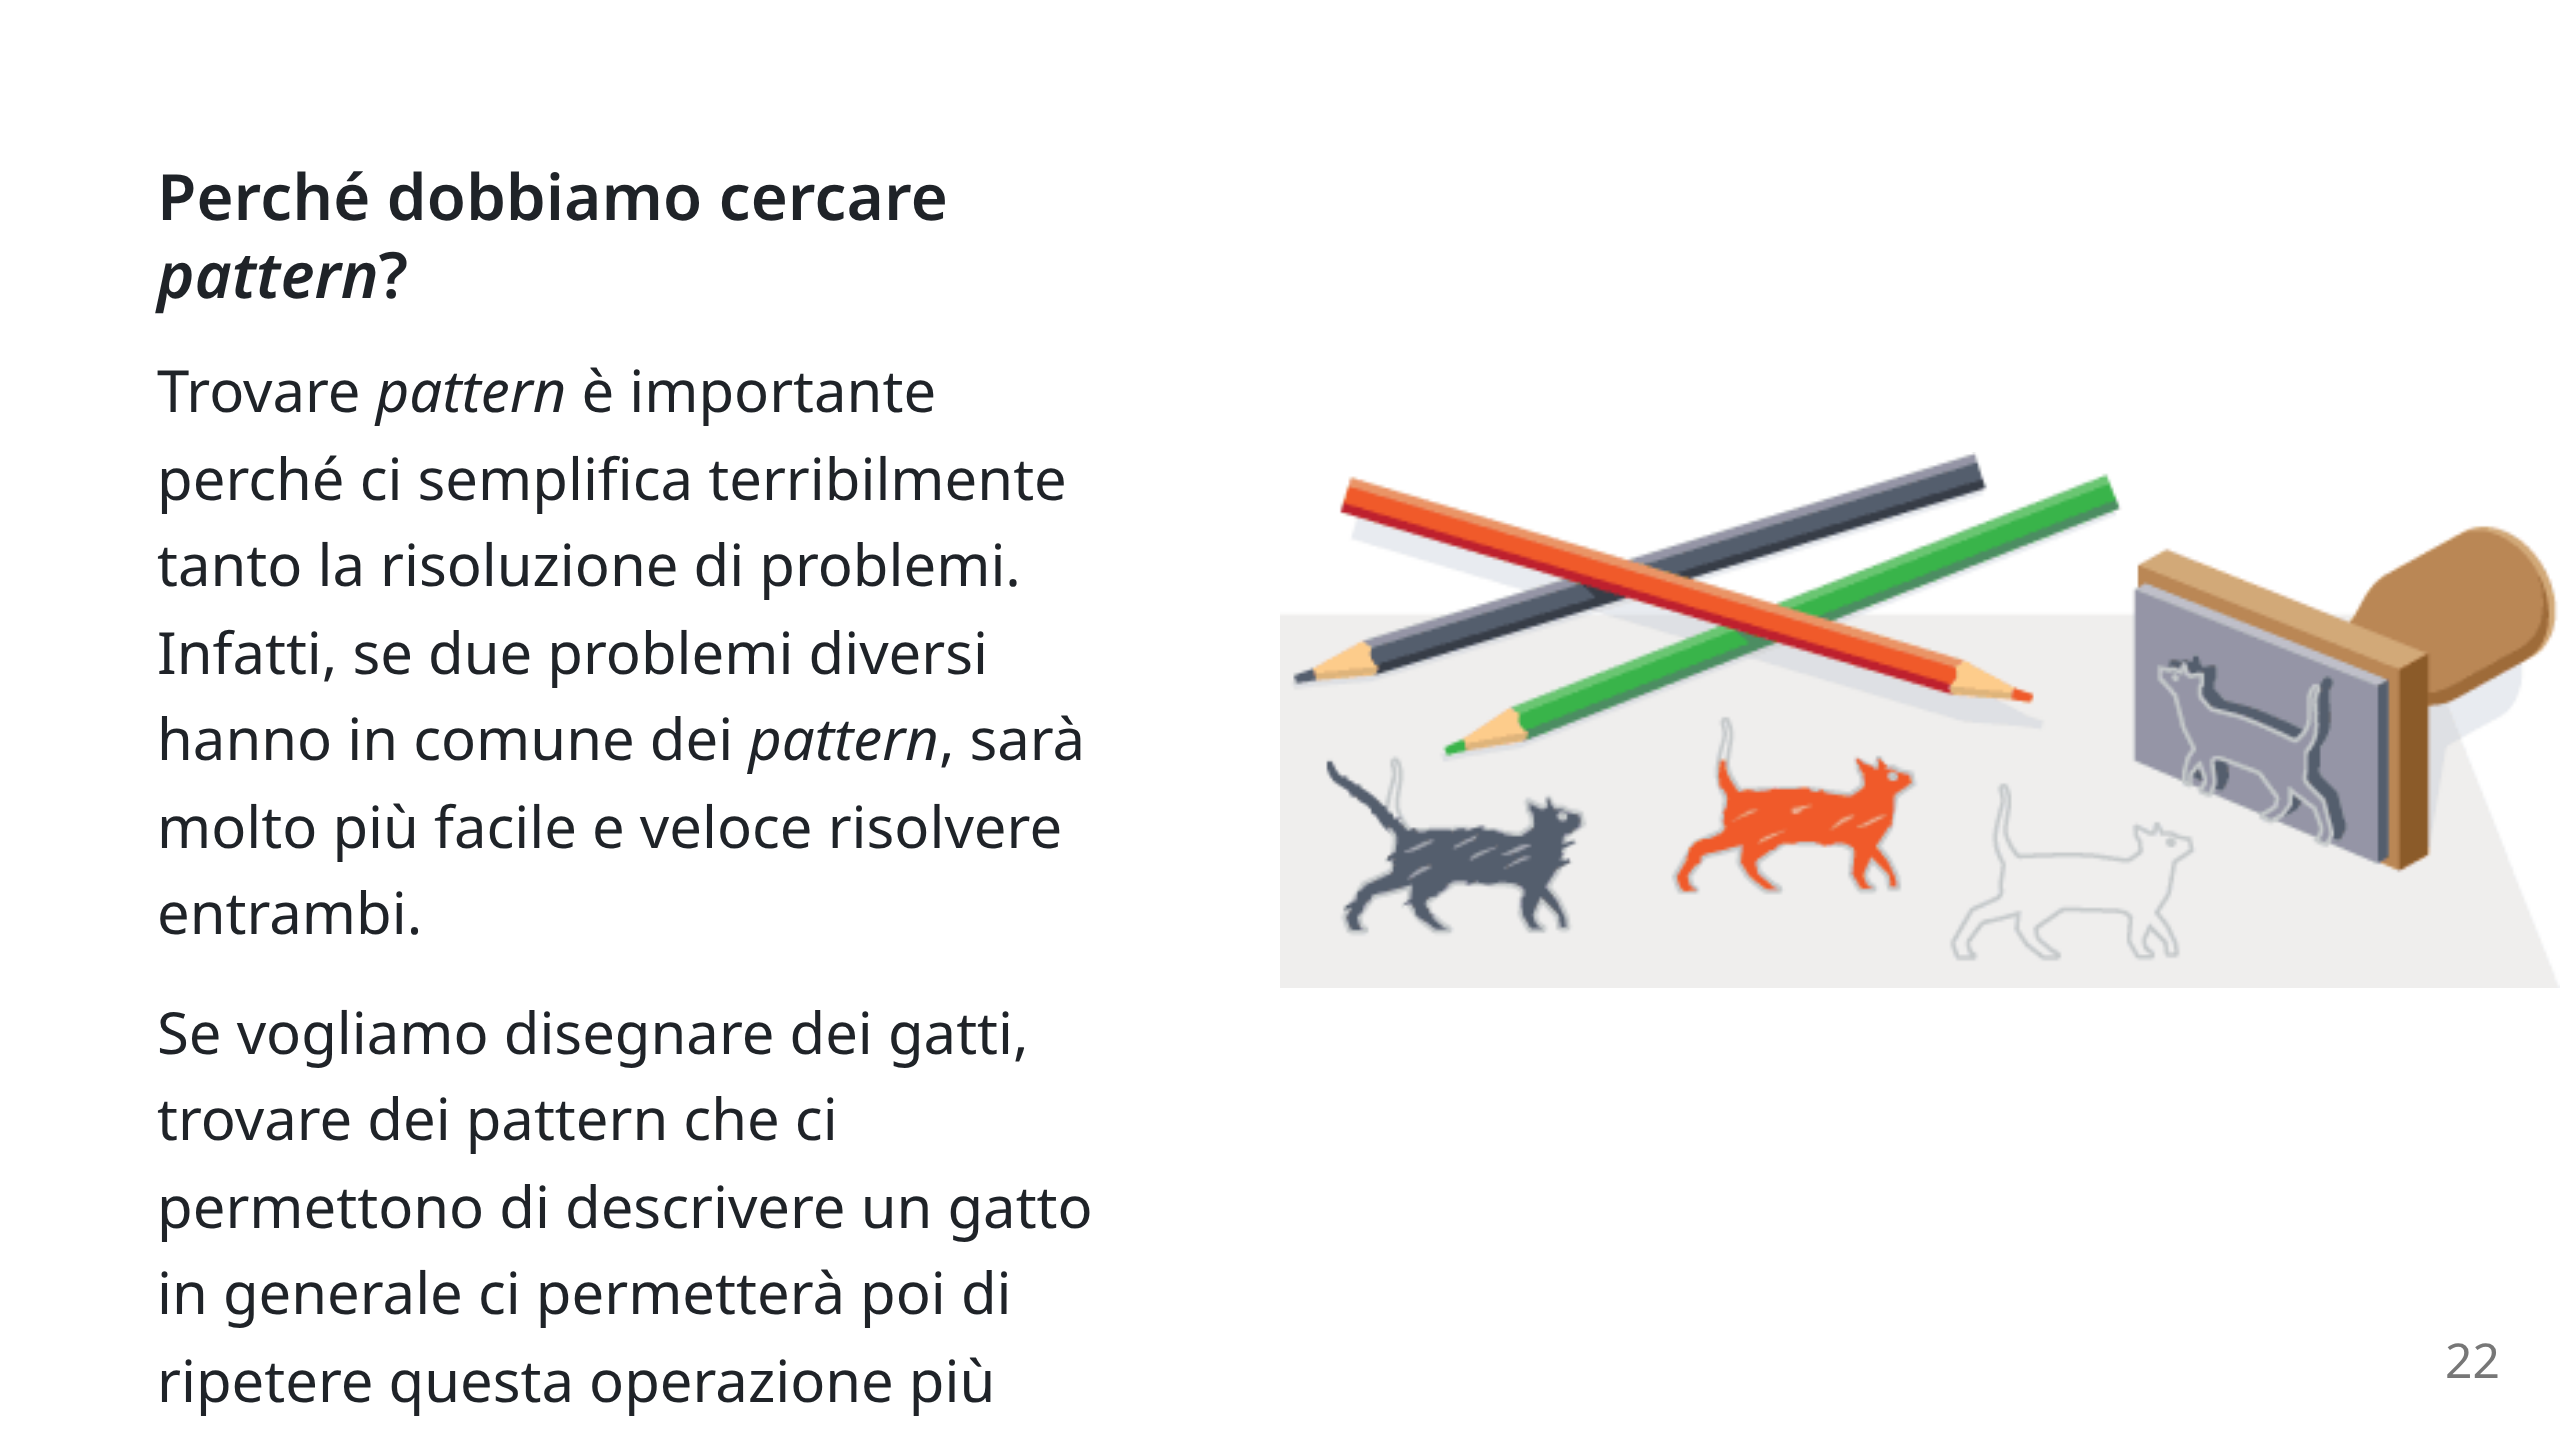 Perché dobbiamo cercare
pattern?
Trovare pattern è importante
perché ci semplifica terribilmente
tanto la risoluzione di problemi.
Infatti, se due problemi diversi
hanno in comune dei pattern, sarà
molto più facile e veloce risolvere
entrambi.
Se vogliamo disegnare dei gatti,
trovare dei pattern che ci
permettono di descrivere un gatto
in generale ci permetterà poi di
ripetere questa operazione più
22